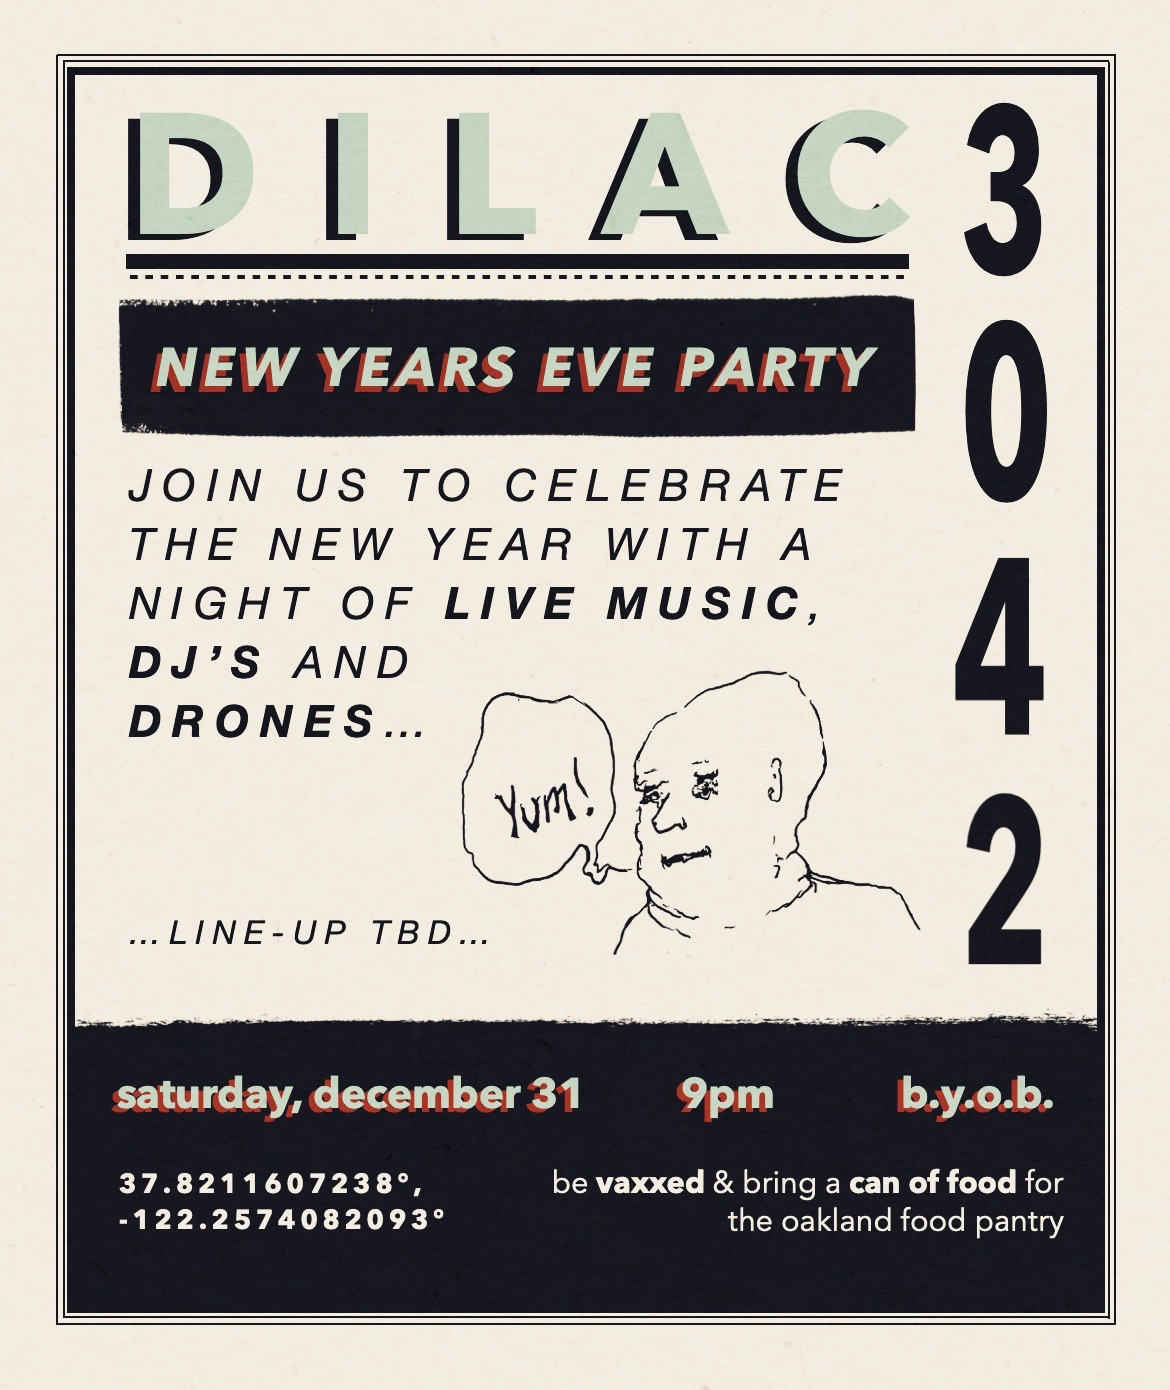 DILAC
3042
NEW YEARS EVE PARTY
JOIN US TO CELEBRATE
THE NEW YEAR WITH A
NIGHT OF LIVE MUSIC,
DJ’S AND
DRONES...
Yum!
...LINE-UP TBD...
saturday, december 31 9pm b.y.o.b.
37.8211607238°,
-122.2574082093°
be vaxxed & bring a can of food for
the oakland food pantry